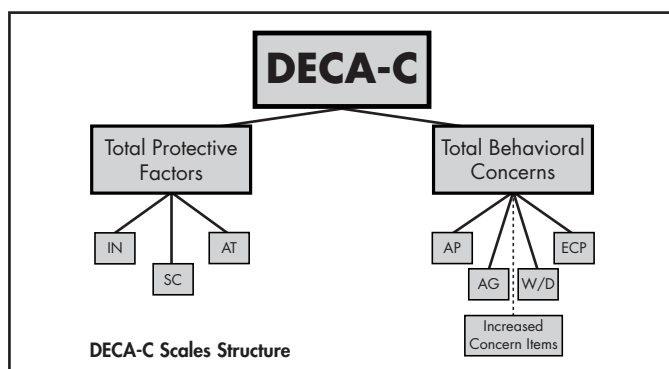 DECA-C
Total Protective
Factors
Total Behavioral
Concerns
IN
SC
AT
AP
AG
W/D
ECP
Increased
Concern Items
DECA-C Scales Structure